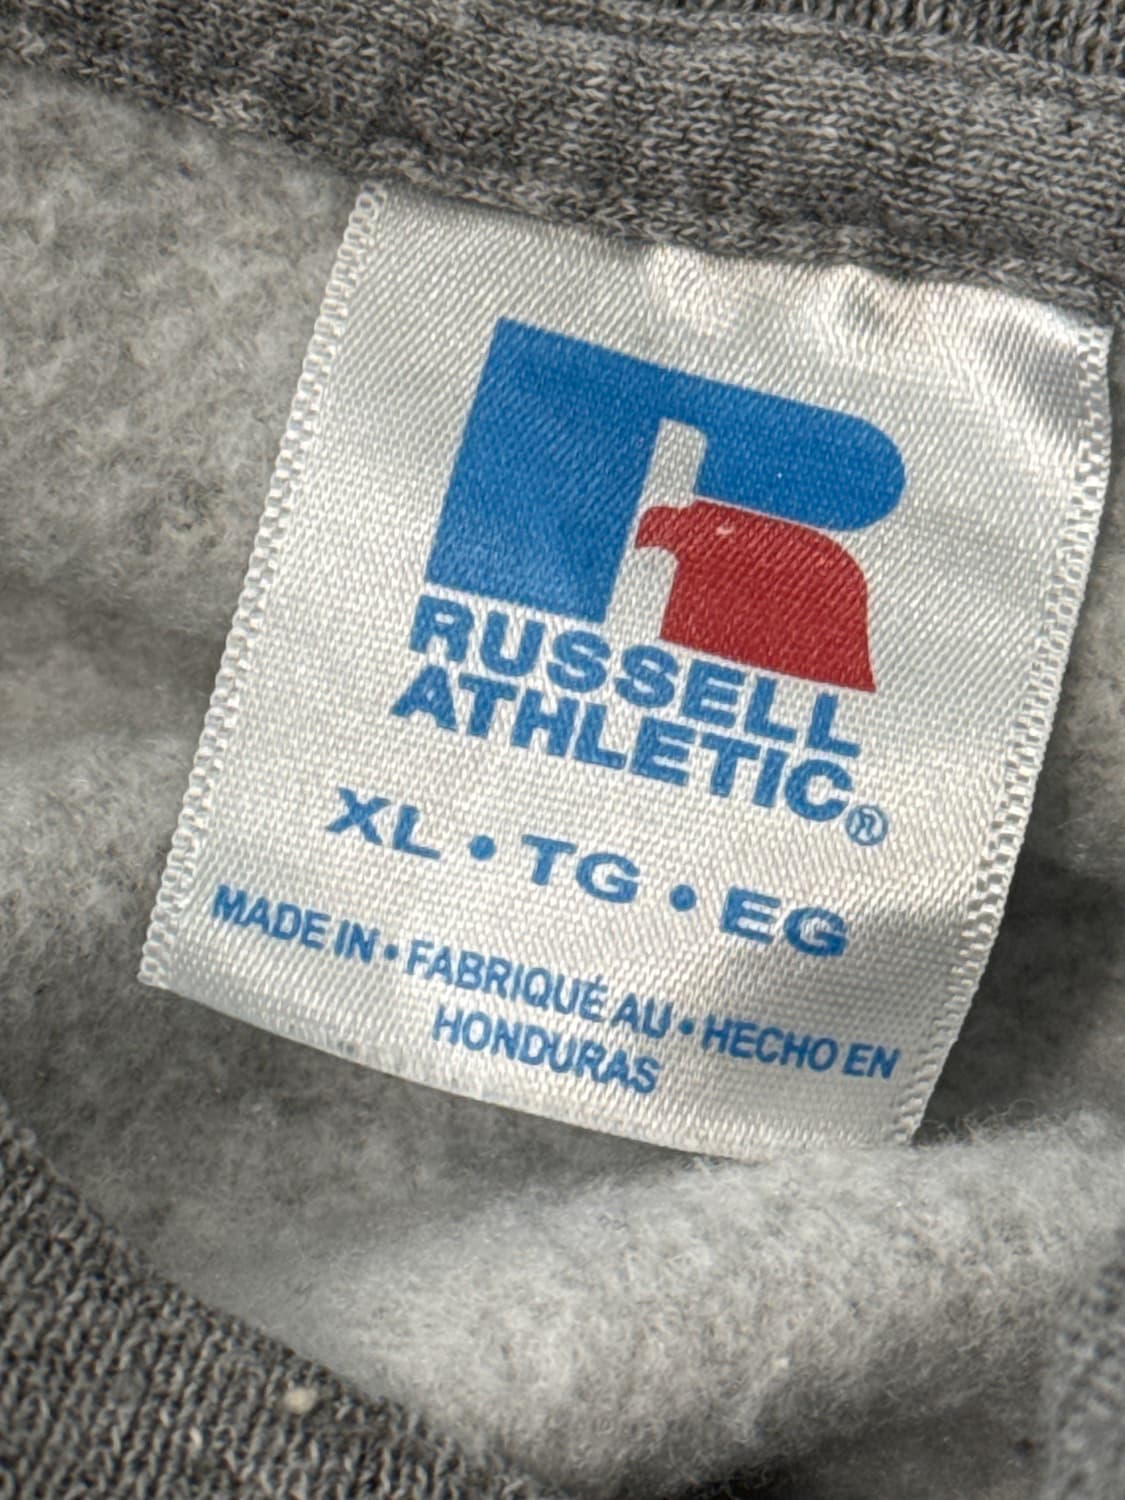 RUSSELL
ATHLETIC®
XL • TG • EG
MADE IN • FABRIQUÉ AU • HECHO EN
HONDURAS